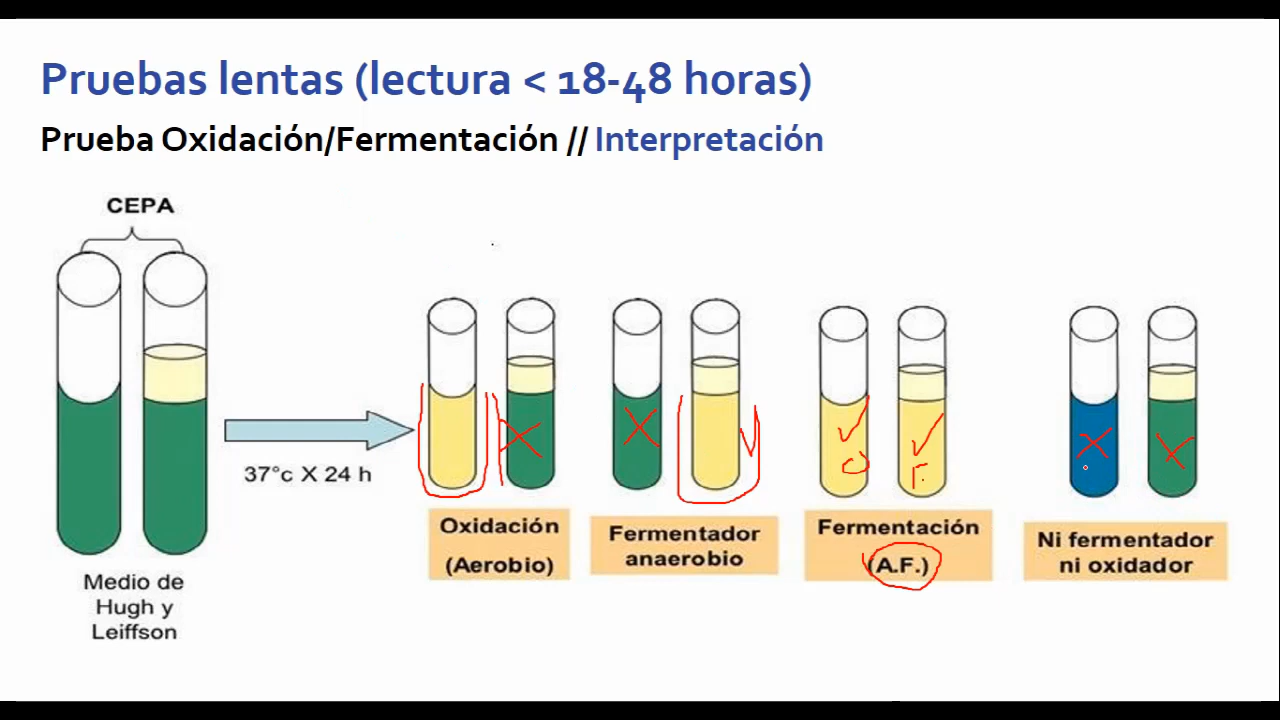 Pruebas lentas (lectura < 18-48 horas)
Prueba Oxidación/Fermentación // Interpretación
CEPA
37°c X 24 h
Medio de
Hugh y
Leiffson
O
F.
Oxidación
(Aerobio)
Fermentador
anaerobio
Fermentación
(A.F.)
Ni fermentador
ni oxidador